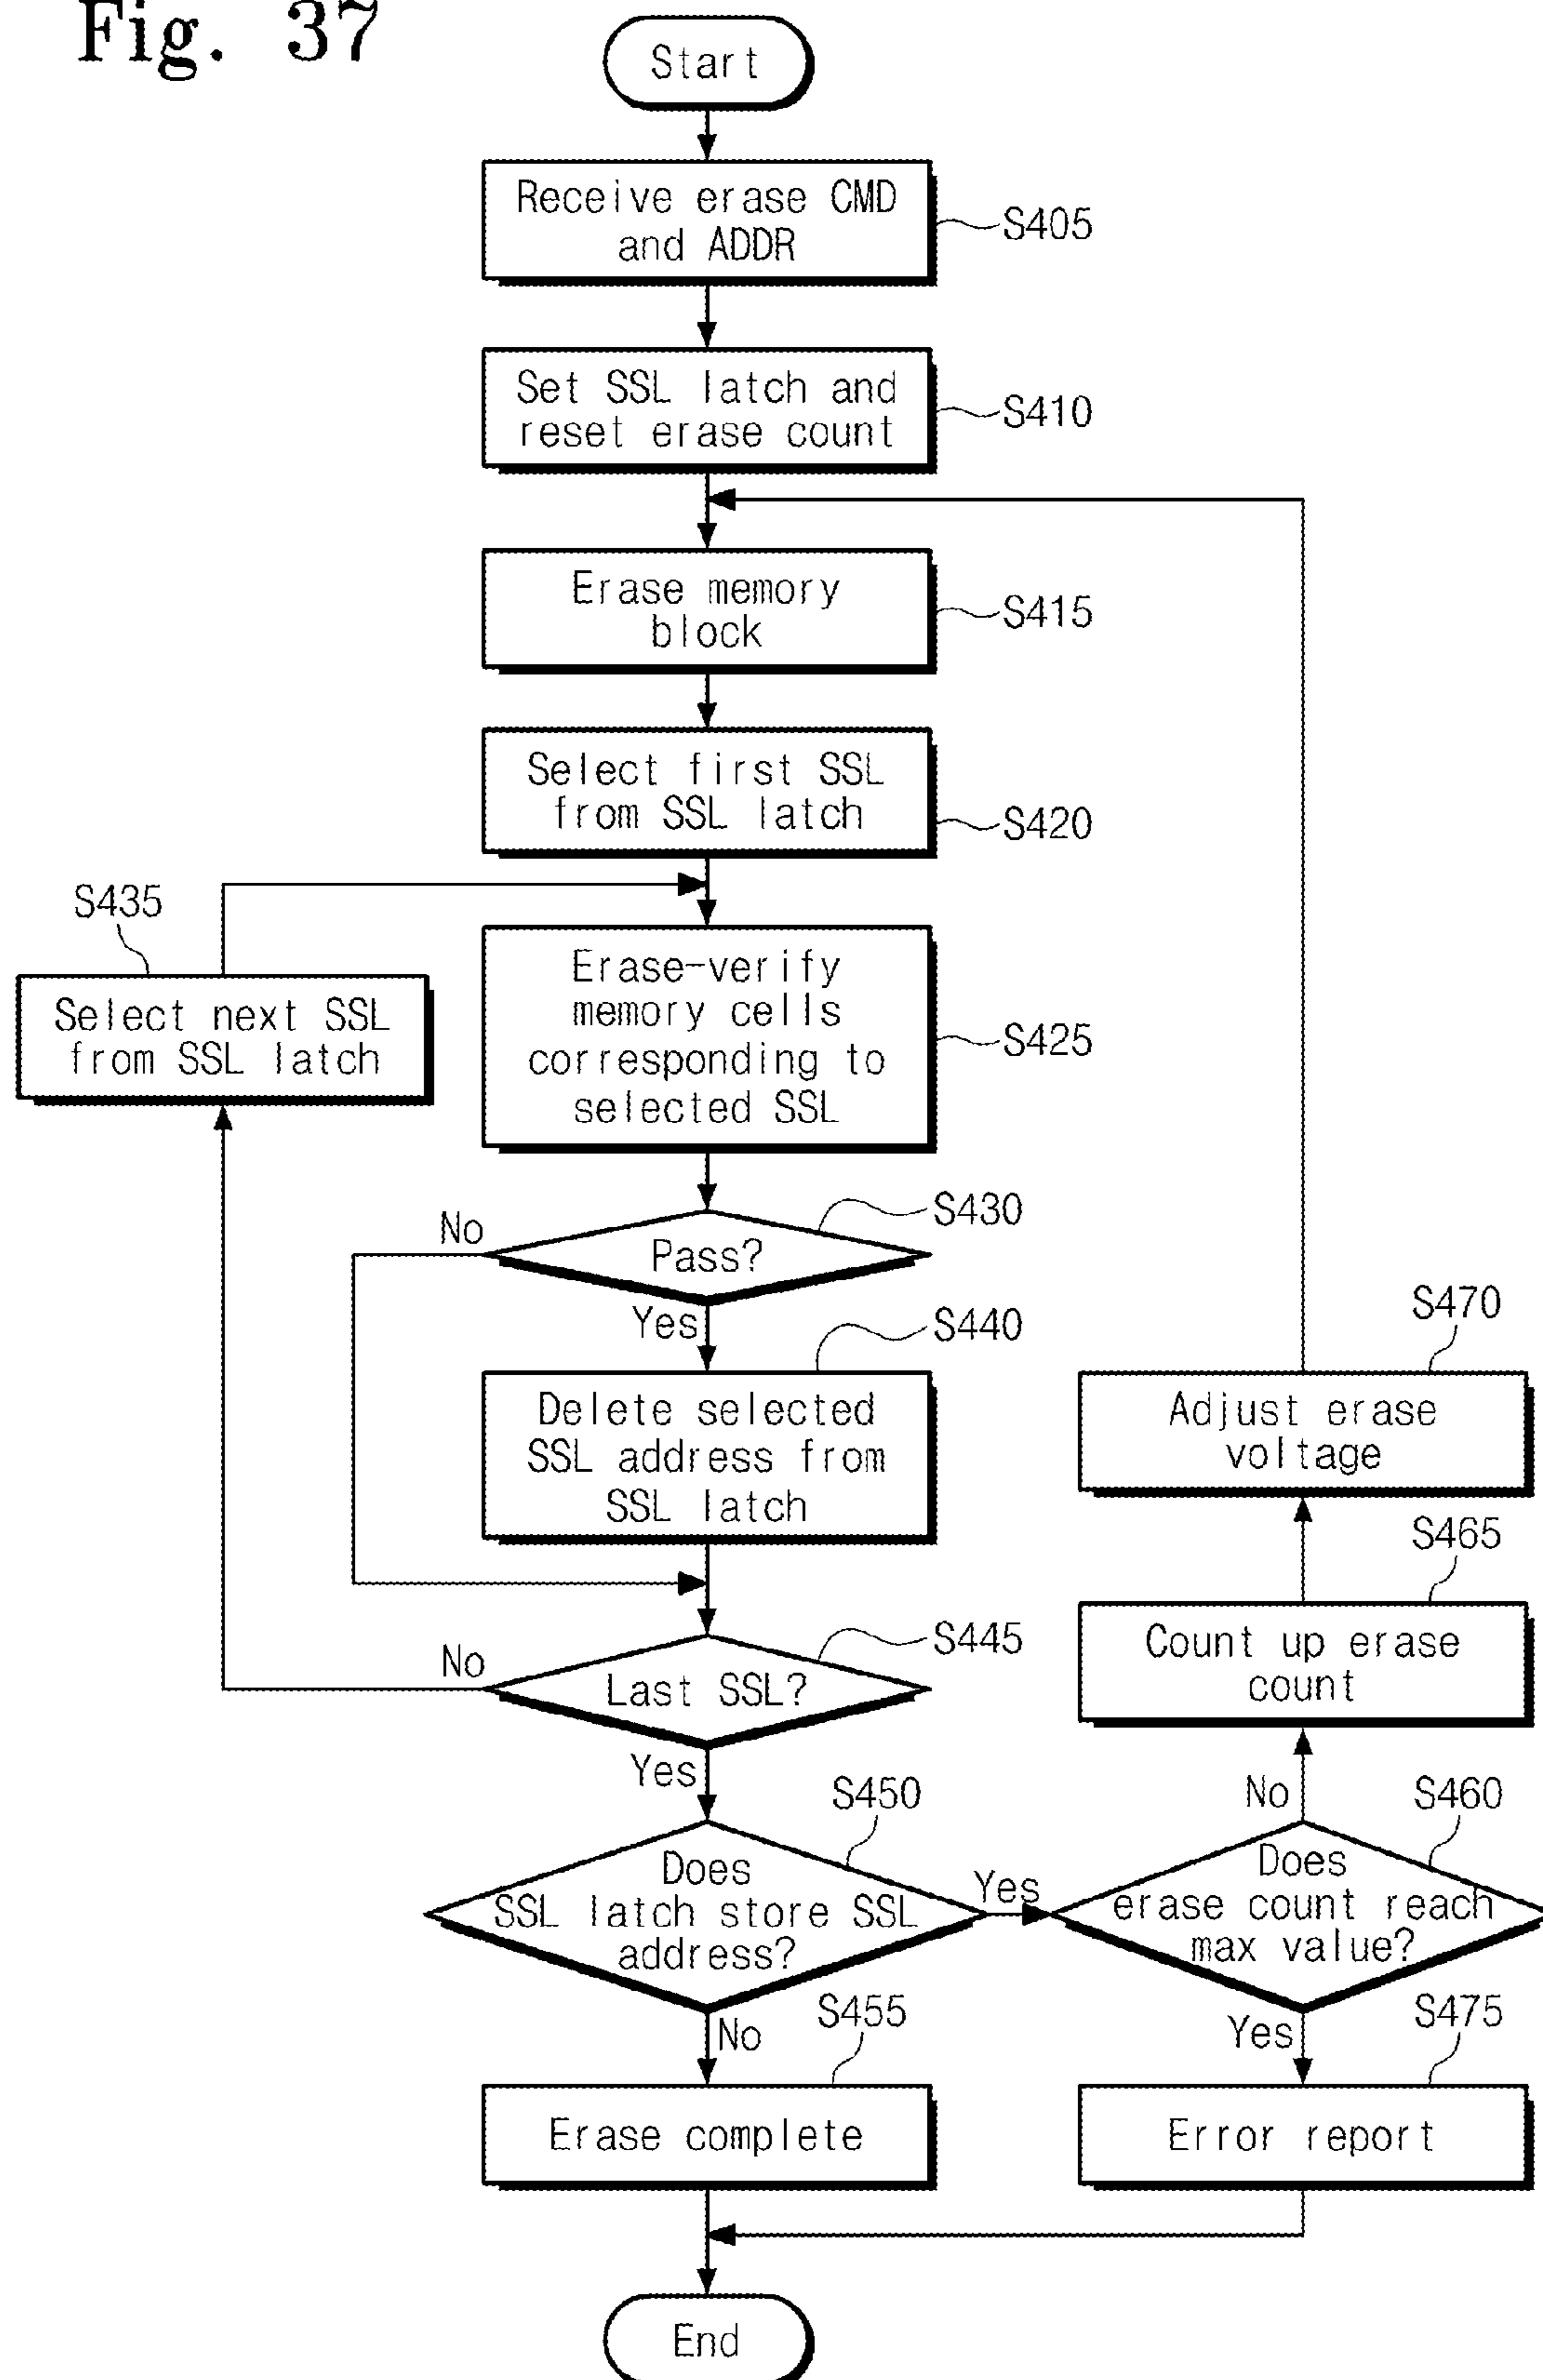 Fig. 37
Start
Receive erase CMD
and ADDR
S405
Set SSL latch and
reset erase count
S410
Erase memory
block
S415
Select first SSL
from SSL latch
S420
S435
Select next SSL
from SSL latch
Erase-verify
memory cells
corresponding to
selected SSL
S425
No
Pass?
S430
Yes
S440
Delete selected
SSL address from
SSL latch
S470
Adjust erase
voltage
S465
Count up erase
count
No
Last SSL?
S445
Yes
S450
Does
SSL latch store SSL
address?
Yes
No
S460
Does
erase count reach
max value?
No
S455
Erase complete
Yes
S475
Error report
End